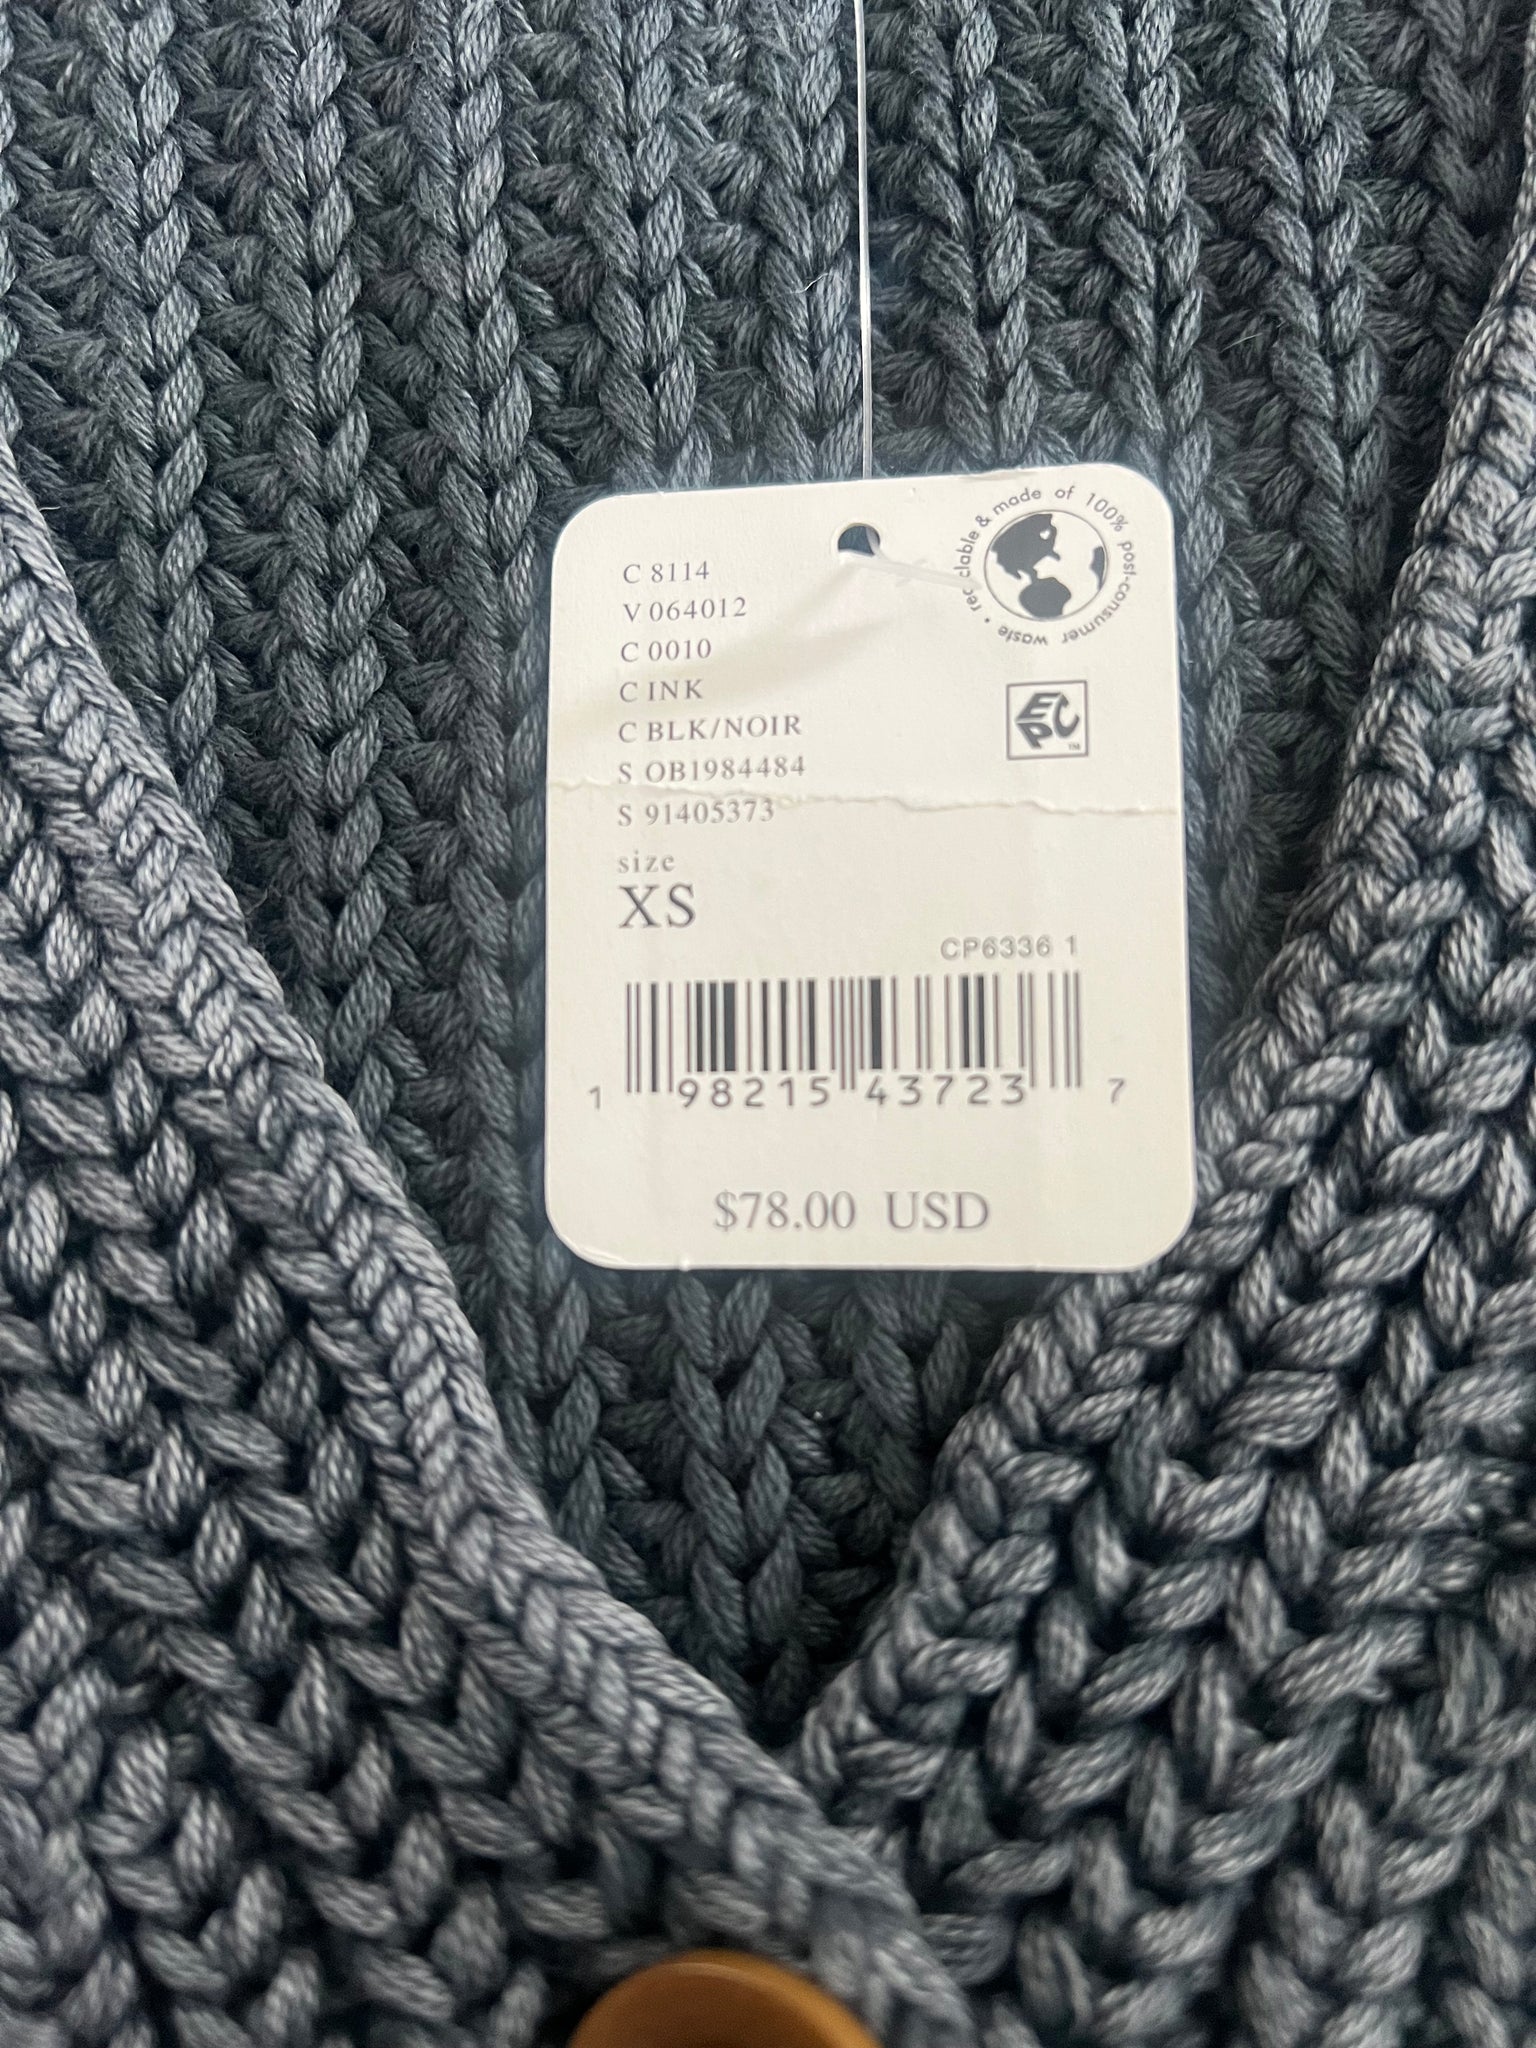 recyclable & made of 100% post-consumer waste •
C 8114
V 064012
C 0010
C INK
C BLK/NOIR
S OB1984484
S 91405373
EPC™
size
XS
CP6336 1
1 98215 43723 7
$78.00 USD